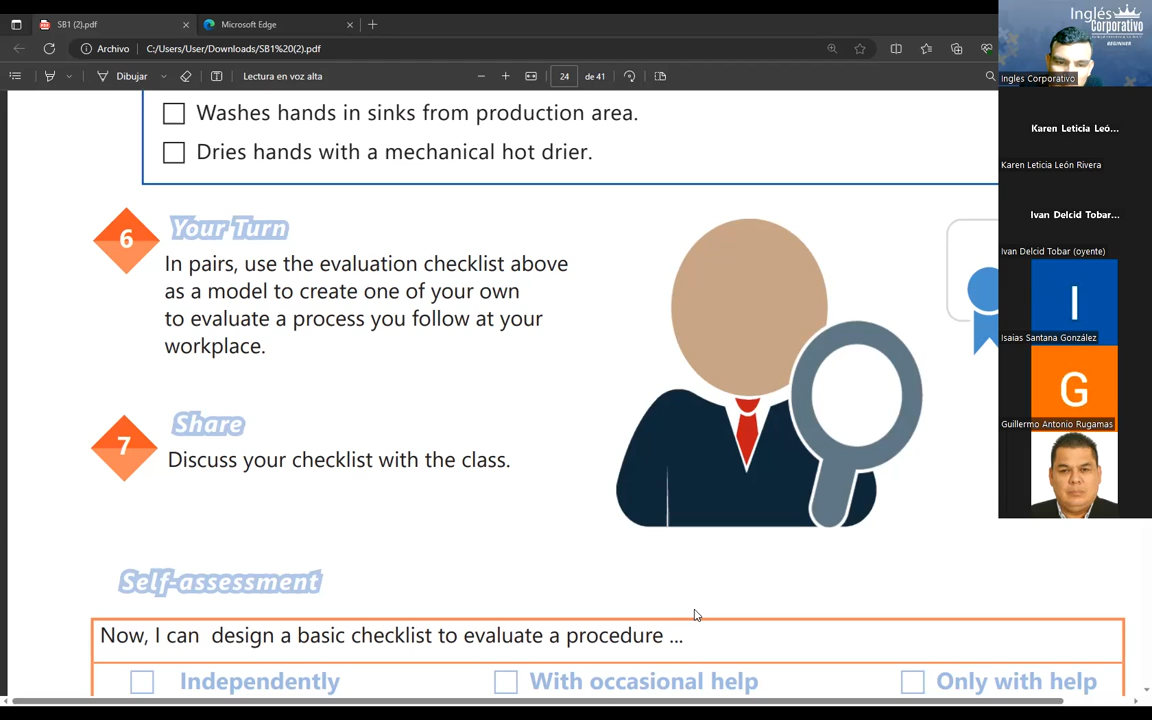 SB1 (2).pdf
Microsoft Edge
Archivo
C:/Users/User/Downloads/SB1%20(2).pdf
Dibujar
Lectura en voz alta
24
de 41
Washes hands in sinks from production area.
Dries hands with a mechanical hot drier.
6
Your Turn
In pairs, use the evaluation checklist above
as a model to create one of your own
to evaluate a process you follow at your
workplace.
7
Share
Discuss your checklist with the class.
Self-assessment
Now, I can design a basic checklist to evaluate a procedure ...
Independently
With occasional help
Only with help
Inglés
Corporativo
BEGINNER
Ingles Corporativo
Karen Leticia Leó...
Karen Leticia León Rivera
Ivan Delcid Tobar...
Ivan Delcid Tobar (oyente)
I
Isaias Santana González
G
Guillermo Antonio Rugamas